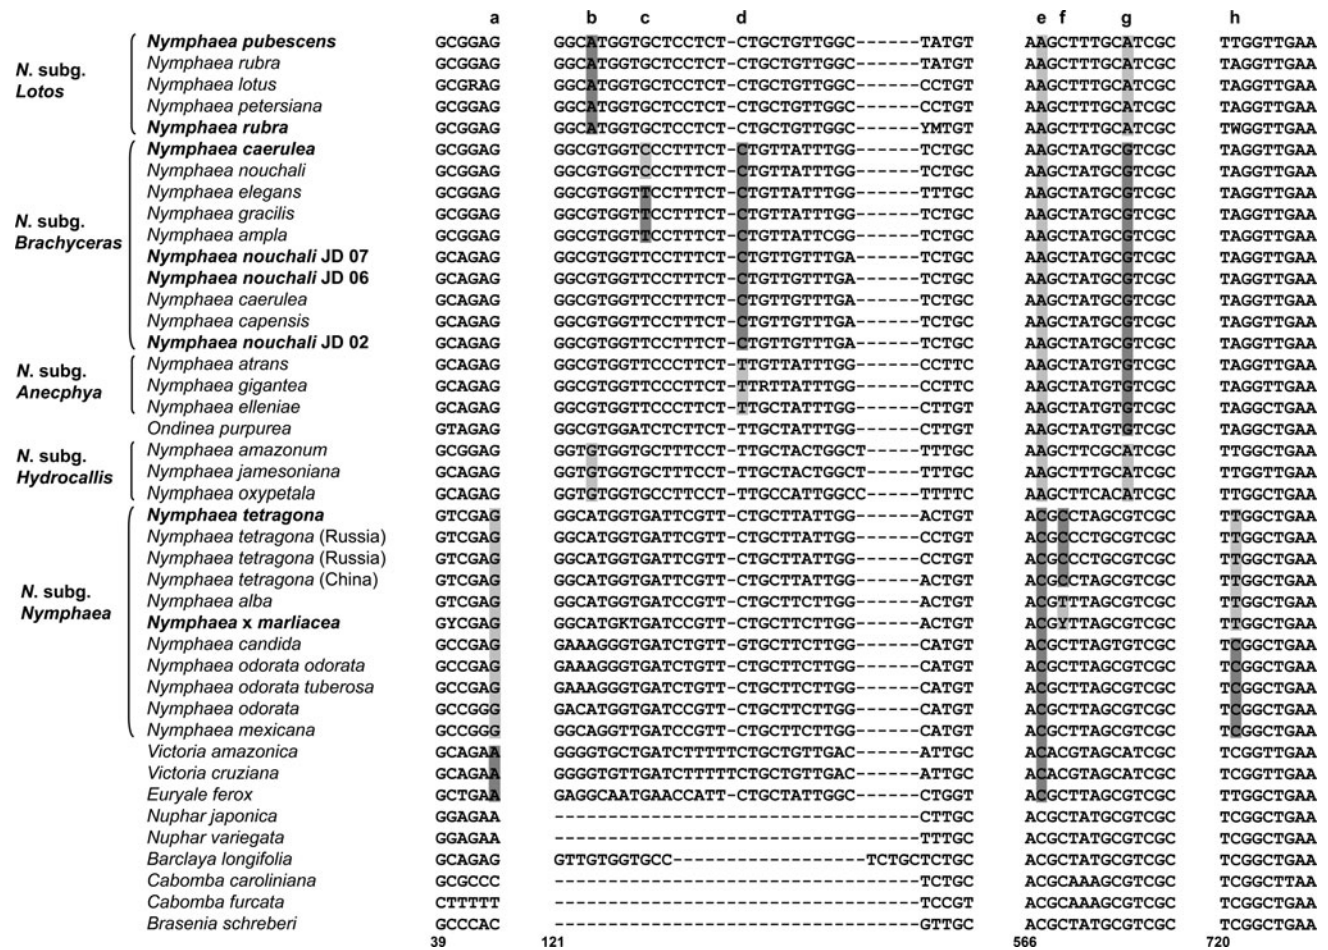 a b c d e f g h
N. subg. Lotos
Nymphaea pubescens GCGGAG GGCATGGTGCTCCTCT-CTGCTGTTGGC------TATGT AAGCTTTGCATCGC TTGGTTGAA
Nymphaea rubra GCGGAG GGCATGGTGCTCCTCT-CTGCTGTTGGC------TATGT AAGCTTTGCATCGC TAGGTTGAA
Nymphaea lotus GCGRAG GGCATGGTGCTCCTCT-CTGCTGTTGGC------CCTGT AAGCTTTGCATCGC TAGGTTGAA
Nymphaea petersiana GCGGAG GGCATGGTGCTCCTCT-CTGCTGTTGGC------CCTGT AAGCTTTGCATCGC TAGGTTGAA
Nymphaea rubra GCGGAG GGCATGGTGCTCCTCT-CTGCTGTTGGC------YMTGT AAGCTTTGCATCGC TWGGTTGAA
N. subg. Brachyceras
Nymphaea caerulea GCGGAG GGCGTGGTCCCTTTCT-CTGTTATTTGG------TCTGC AAGCTATGCGTCGC TAGGTTGAA
Nymphaea nouchali GCGGAG GGCGTGGTCCCTTTCT-CTGTTATTTGG------TCTGC AAGCTATGCGTCGC TAGGTTGAA
Nymphaea elegans GCGGAG GGCGTGGTTCCTTTCT-CTGTTATTTGG------TTTGC AAGCTATGCGTCGC TAGGTTGAA
Nymphaea gracilis GCGGAG GGCGTGGTTCCTTTCT-CTGTTATTTGG------TCTGC AAGCTATGCGTCGC TAGGTTGAA
Nymphaea ampla GCGGAG GGCGTGGTTCCTTTCT-CTGTTATTCGG------TCTGC AAGCTATGCGTCGC TAGGTTGAA
Nymphaea nouchali JD 07 GCAGAG GGCGTGGTTCCTTTCT-CTGTTGTTTGA------TCTGC AAGCTATGCGTCGC TAGGTTGAA
Nymphaea nouchali JD 06 GCAGAG GGCGTGGTTCCTTTCT-CTGTTGTTTGA------TCTGC AAGCTATGCGTCGC TAGGTTGAA
Nymphaea caerulea GCAGAG GGCGTGGTTCCTTTCT-CTGTTGTTTGA------TCTGC AAGCTATGCGTCGC TAGGTTGAA
Nymphaea capensis GCAGAG GGCGTGGTTCCTTTCT-CTGTTGTTTGA------TCTGC AAGCTATGCGTCGC TAGGTTGAA
Nymphaea nouchali JD 02 GCAGAG GGCGTGGTTCCTTTCT-CTGTTGTTTGA------TCTGC AAGCTATGCGTCGC TAGGTTGAA
N. subg. Anecphya
Nymphaea atrans GCAGAG GGCGTGGTTCCCTTCT-TTGTTATTTGG------CCTTC AAGCTATGTGTCGC TAGGTTGAA
Nymphaea gigantea GCAGAG GGCGTGGTTCCCTTCT-TTRTTATTTGG------CCTTC AAGCTATGTGTCGC TAGGTTGAA
Nymphaea elleniae GCAGAG GGCGTGGTTCCCTTCT-TTGCTATTTGG------CTTGT AAGCTATGTGTCGC TAGGCTGAA
Ondinea purpurea GTAGAG GGCGTGGATCTCTTCT-TTGCTATTTGG------CTTGT AAGCTATGTGTCGC TAGGCTGAA
N. subg. Hydrocallis
Nymphaea amazonum GCGGAG GGTGTGGTGCTTTCCT-TTGCTACTGGCT-----TTTGC AAGCTTCGCATCGC TTGGTTGAA
Nymphaea jamesoniana GCAGAG GGTGTGGTGCTTTCCT-TTGCTACTGGCT-----TTTGC AAGCTTTGCATCGC TTGGTTGAA
Nymphaea oxypetala GCAGAG GGTGTGGTGCCTTCCT-TTGCCATTGGCC-----TTTTC AAGCTTCACATCGC TTGGCTGAA
N. subg. Nymphaea
Nymphaea tetragona GTCGAG GGCATGGTGATTCGTT-CTGCTTATTGG------ACTGT ACGCCTAGCGTCGC TTGGCTGAA
Nymphaea tetragona (Russia) GTCGAG GGCATGGTGATTCGTT-CTGCTTATTGG------CCTGT ACGCCCTGCGTCGC TTGGCTGAA
Nymphaea tetragona (Russia) GTCGAG GGCATGGTGATTCGTT-CTGCTTATTGG------CCTGT ACGCCCTGCGTCGC TTGGCTGAA
Nymphaea tetragona (China) GTCGAG GGCATGGTGATTCGTT-CTGCTTATTGG------ACTGT ACGCCTAGCGTCGC TTGGCTGAA
Nymphaea alba GTCGAG GGCATGGTGATCCGTT-CTGCTTCTTGG------ACTGT ACGTTTAGCGTCGC TTGGCTGAA
Nymphaea x marliacea GYCGAG GGCATGKTGATCCGTT-CTGCTTCTTGG------ACTGT ACGYTTAGCGTCGC TTGGCTGAA
Nymphaea candida GCCGAG GAAAGGGTGATCCGTT-GTGCTTCTTGG------CATGT ACGCTTAGTGTCGC TCGGCTGAA
Nymphaea odorata odorata GCCGAG GAAAGGGTGATCTGTT-CTGCTTCTTGG------CATGT ACGCTTAGCGTCGC TCGGCTGAA
Nymphaea odorata tuberosa GCCGAG GAAAGGGTGATCTGTT-CTGCTTCTTGG------CATGT ACGCTTAGCGTCGC TCGGCTGAA
Nymphaea odorata GCCGGG GACATGGTGATCCGTT-CTGCTTCTTGG------CATGT ACGCTTAGCGTCGC TCGGCTGAA
Nymphaea mexicana GCCGGG GGCAGGTTGATCCGTT-CTGCTTCTTGG------CATGT ACGCTTAGCGTCGC TCGGCTGAA
Victoria amazonica GCAGAA GGGGTGCTGATCTTTTTCTGCTGTTGAC------ATTGC ACACGTAGCATCGC TCGGTTGAA
Victoria cruziana GCAGAA GGGGTGTTGATCTTTTTCTGCTGTTGAC------ATTGC ACACGTAGCATCGC TCGGTTGAA
Euryale ferox GCTGAA GAGGCAATGAACCATT-CTGCTATTGGC------CTGGT ACGCTTAGCGTCGC TCGGCTGAA
Nuphar japonica GGAGAA ----------------------------------CTTGC ACGCTATGCGTCGC TCGGCTGAA
Nuphar variegata GGAGAA ----------------------------------TTTGC ACGCTATGCGTCGC TCGGCTGAA
Barclaya longifolia GCAGAG GTTGTGGTGCC------------------TCTGCTCTGC ACGCTATGCGTCGC TCGGCTGAA
Cabomba caroliniana GCGCCC ----------------------------------TCTGC ACGCAAAGCGTCGC TCGGCTTAA
Cabomba furcata CTTTTT ----------------------------------TCCGT ACGCAAAGCGTCGC TCGGCTGAA
Brasenia schreberi GCCCAC ----------------------------------GTTGC ACGCTATGCGTCGC TCGGCTGAA
39 121 566 720